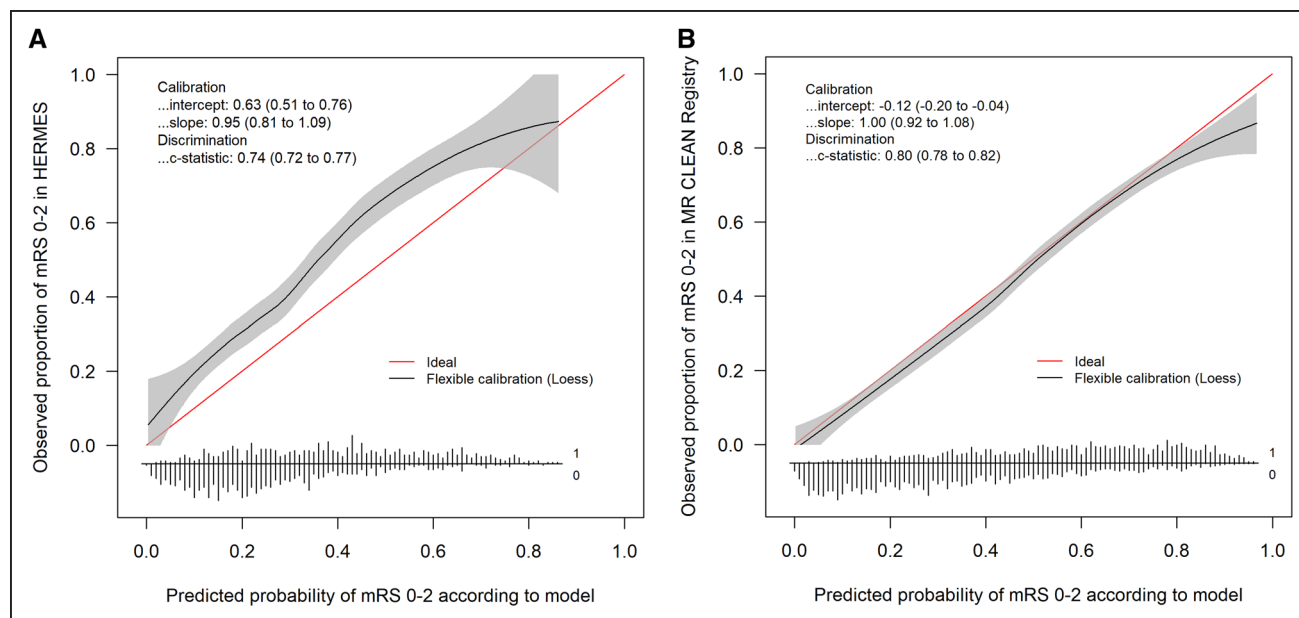 A
Observed proportion of mRS 0-2 in HERMES
1.0
0.8
0.6
0.4
0.2
0.0
Calibration
...intercept: 0.63 (0.51 to 0.76)
...slope: 0.95 (0.81 to 1.09)
Discrimination
...c-statistic: 0.74 (0.72 to 0.77)
Ideal
Flexible calibration (Loess)
1
0
0.0 0.2 0.4 0.6 0.8 1.0
Predicted probability of mRS 0-2 according to model
B
Observed proportion of mRS 0-2 in MR CLEAN Registry
1.0
0.8
0.6
0.4
0.2
0.0
Calibration
...intercept: -0.12 (-0.20 to -0.04)
...slope: 1.00 (0.92 to 1.08)
Discrimination
...c-statistic: 0.80 (0.78 to 0.82)
Ideal
Flexible calibration (Loess)
1
0
0.0 0.2 0.4 0.6 0.8 1.0
Predicted probability of mRS 0-2 according to model